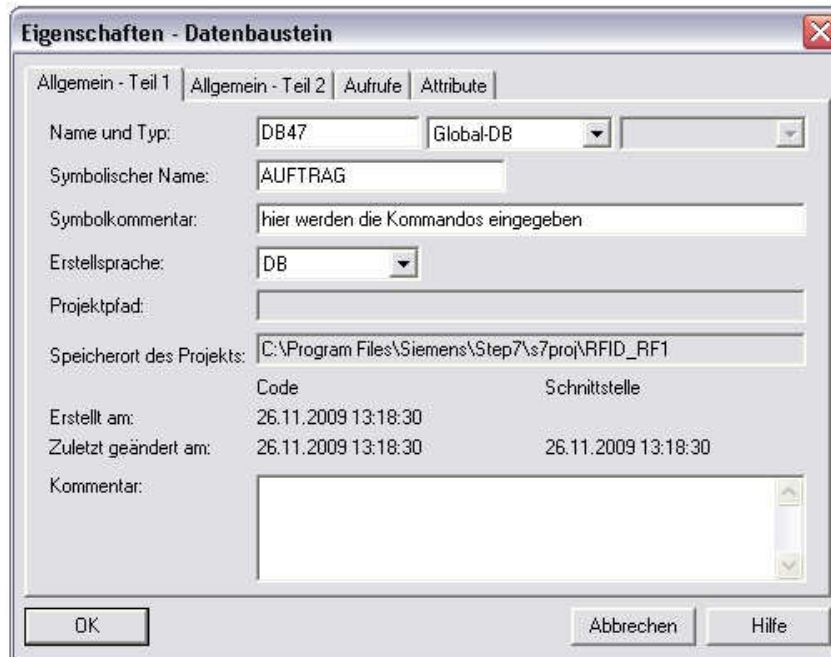 Eigenschaften - Datenbaustein
Allgemein - Teil 1 Allgemein - Teil 2 Aufrufe Attribute
Name und Typ: DB47 Global-DB
Symbolischer Name: AUFTRAG
Symbolkommentar: hier werden die Kommandos eingegeben
Erstellsprache: DB
Projektpfad:
Speicherort des Projekts: C:\Program Files\Siemens\Step7\s7proj\RFID_RF1
Code Schnittstelle
Erstellt am: 26.11.2009 13:18:30
Zuletzt geändert am: 26.11.2009 13:18:30 26.11.2009 13:18:30
Kommentar:
OK Abbrechen Hilfe